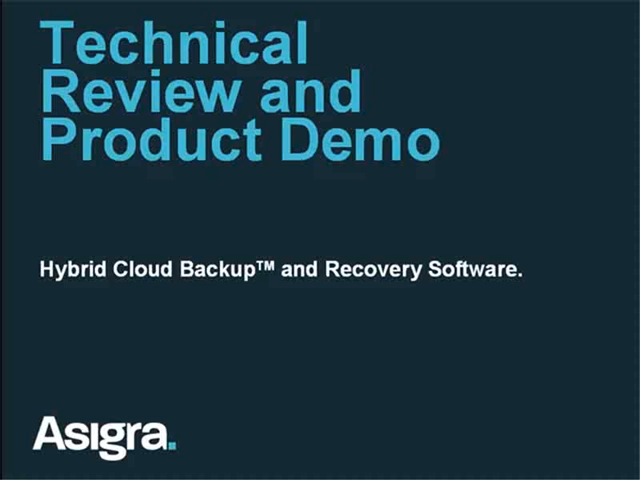 Technical
Review and
Product Demo
Hybrid Cloud Backup™ and Recovery Software.
Asigra.